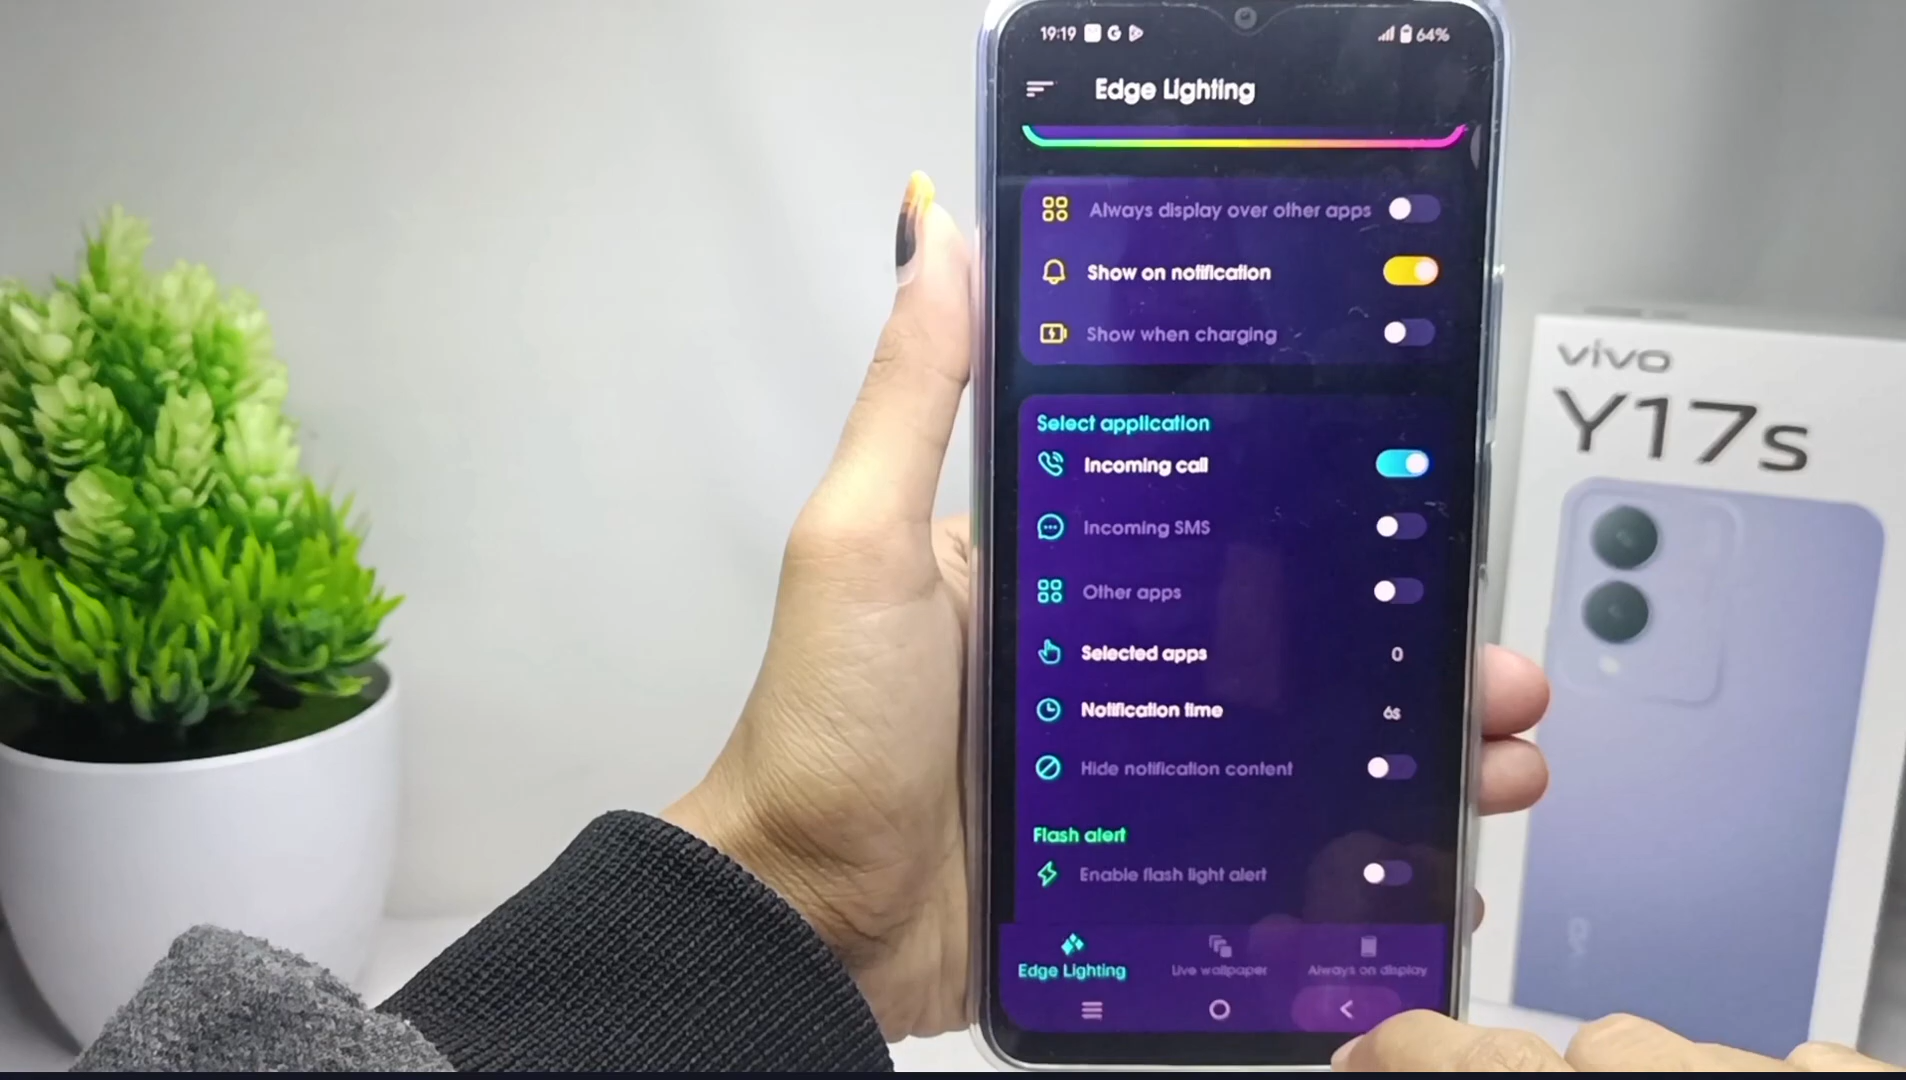 19:19
64%
Edge Lighting
Always display over other apps
Show on notification
Show when charging
Select application
Incoming call
Incoming SMS
Other apps
Selected apps 0
Notification time 6s
Hide notification content
Flash alert
Enable flash light alert
Edge Lighting
Live wallpaper
Always on display
vivo
Y17s